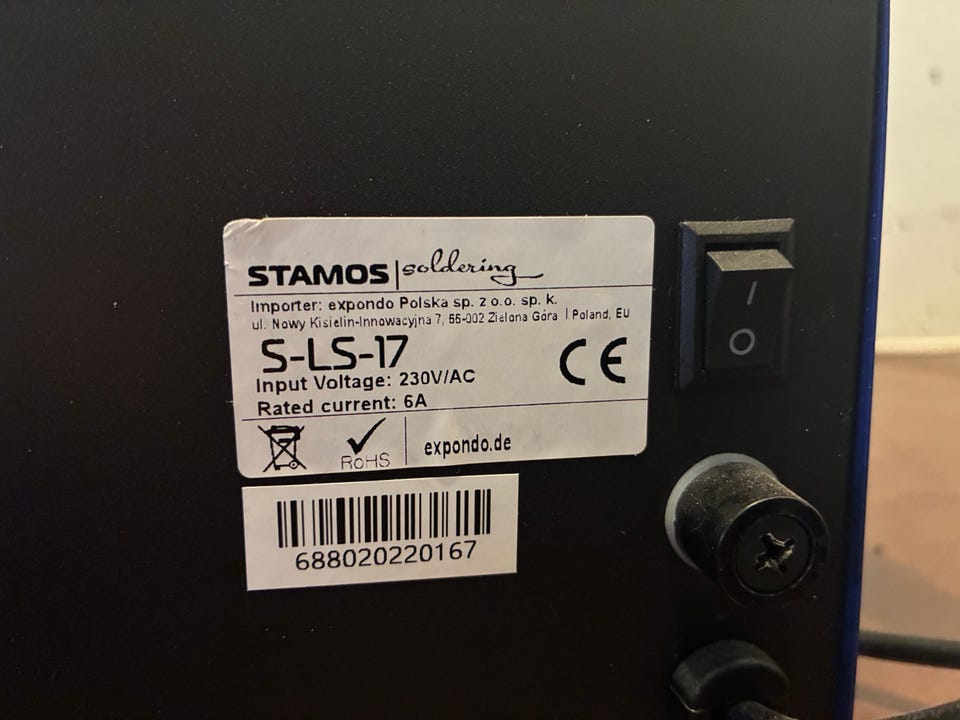 STAMOS | soldering
Importer: expondo Polska sp. z o.o. sp. k.
ul. Nowy Kisielin-Innowacyjna 7, 66-002 Zielona Góra | Poland, EU
S-LS-17
CE
Input Voltage: 230V/AC
Rated current: 6A
RoHS
expondo.de
688020220167
I
O